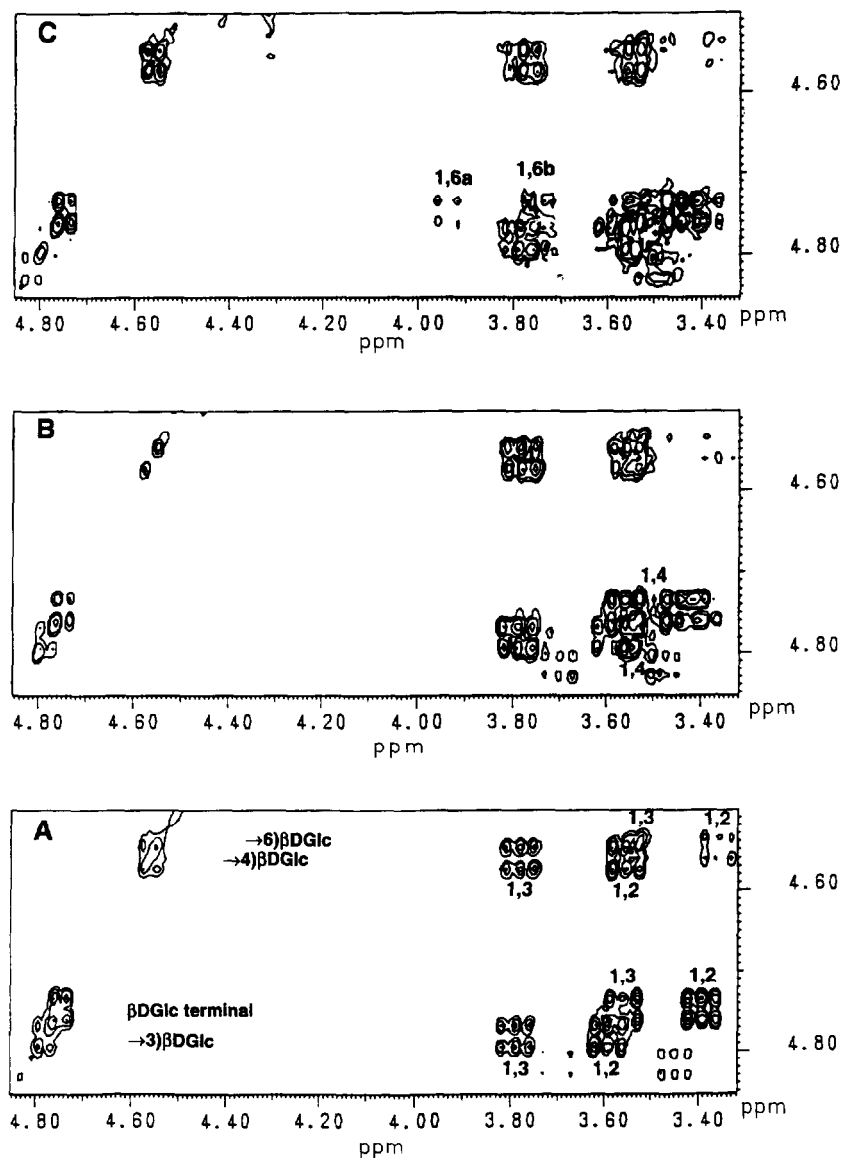 C
4.60
1,6a 1,6b
4.80
4.80 4.60 4.40 4.20 4.00 3.80 3.60 3.40 ppm
ppm
B
4.60
1,4
4.80
1,4
4.80 4.60 4.40 4.20 4.00 3.80 3.60 3.40 ppm
ppm
A
→6)βDGlc 1,3 1,2
→4)βDGlc
4.60
1,3 1,2
1,3 1,2
βDGlc terminal
→3)βDGlc
4.80
1,3 1,2
4.80 4.60 4.40 4.20 4.00 3.80 3.60 3.40 ppm
ppm